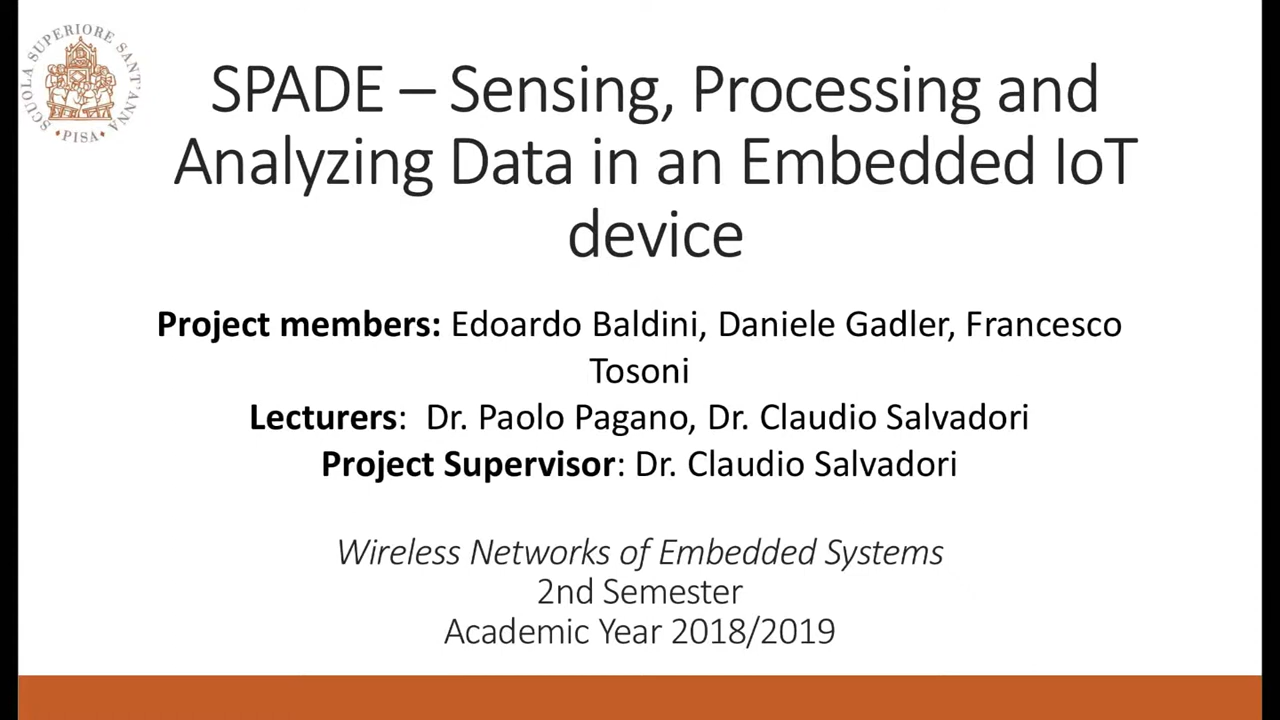 SCUOLA SUPERIORE SANT'ANNA
• PISA •
SPADE – Sensing, Processing and
Analyzing Data in an Embedded IoT
device
Project members: Edoardo Baldini, Daniele Gadler, Francesco
Tosoni
Lecturers:  Dr. Paolo Pagano, Dr. Claudio Salvadori
Project Supervisor: Dr. Claudio Salvadori
Wireless Networks of Embedded Systems
2nd Semester
Academic Year 2018/2019